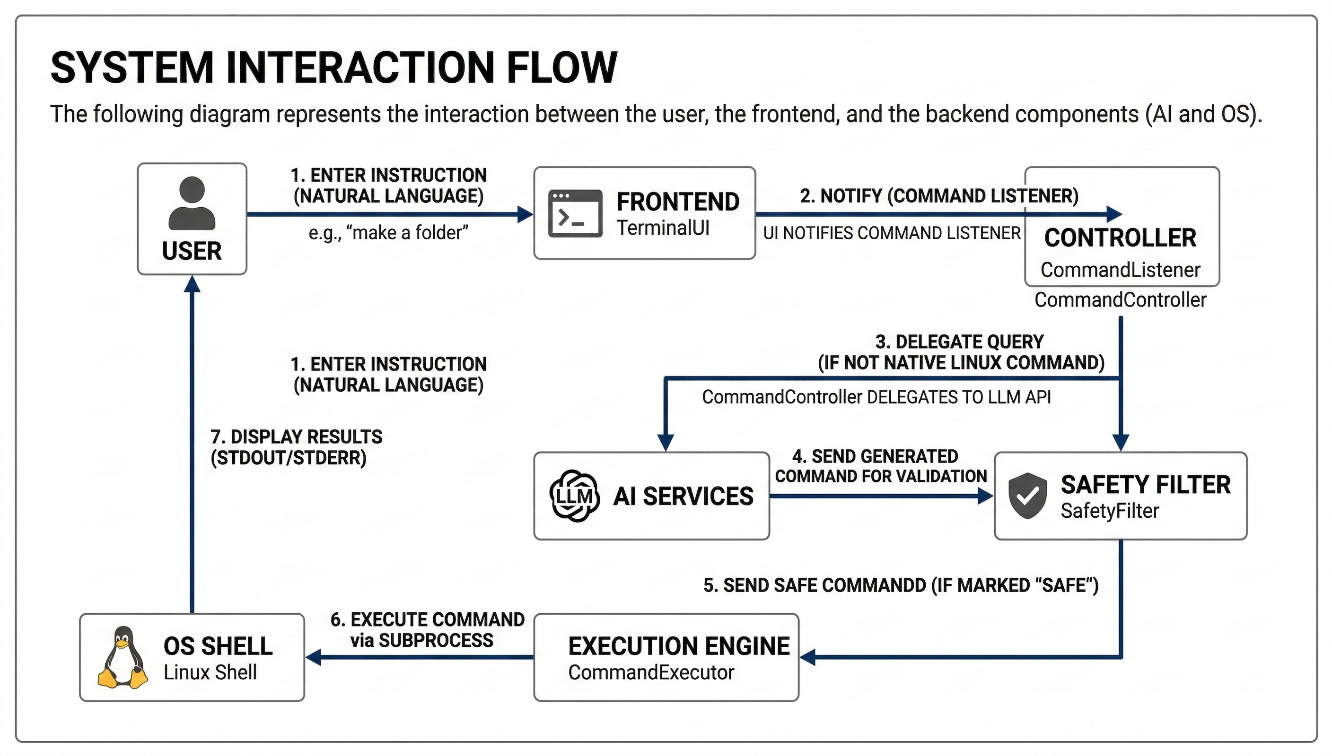 SYSTEM INTERACTION FLOW
The following diagram represents the interaction between the user, the frontend, and the backend components (AI and OS).
USER
1. ENTER INSTRUCTION
(NATURAL LANGUAGE)
e.g., “make a folder”
>_
FRONTEND
TerminalUI
2. NOTIFY (COMMAND LISTENER)
UI NOTIFIES COMMAND LISTENER
CONTROLLER
CommandListener
CommandController
3. DELEGATE QUERY
(IF NOT NATIVE LINUX COMMAND)
CommandController DELEGATES TO LLM API
1. ENTER INSTRUCTION
(NATURAL LANGUAGE)
7. DISPLAY RESULTS
(STDOUT/STDERR)
LLM
AI SERVICES
4. SEND GENERATED
COMMAND FOR VALIDATION
SAFETY FILTER
SafetyFilter
5. SEND SAFE COMMANDD (IF MARKED “SAFE”)
EXECUTION ENGINE
CommandExecutor
6. EXECUTE COMMAND
via SUBPROCESS
OS SHELL
Linux Shell